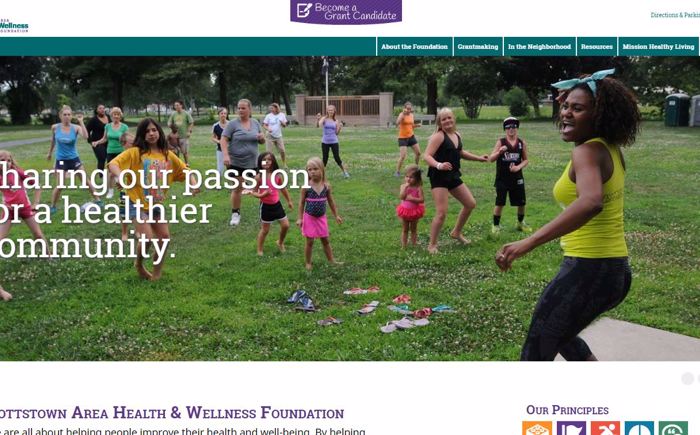 Become a
Grant Candidate
AREA
Wellness
FOUNDATION
Directions & Parki
About the Foundation
Grantmaking
In the Neighborhood
Resources
Mission Healthy Living
haring our passion
or a healthier
ommunity.
ottstown Area Health & Wellness Foundation
Our Principles
e are all about helping people improve their health and well-being. By helping